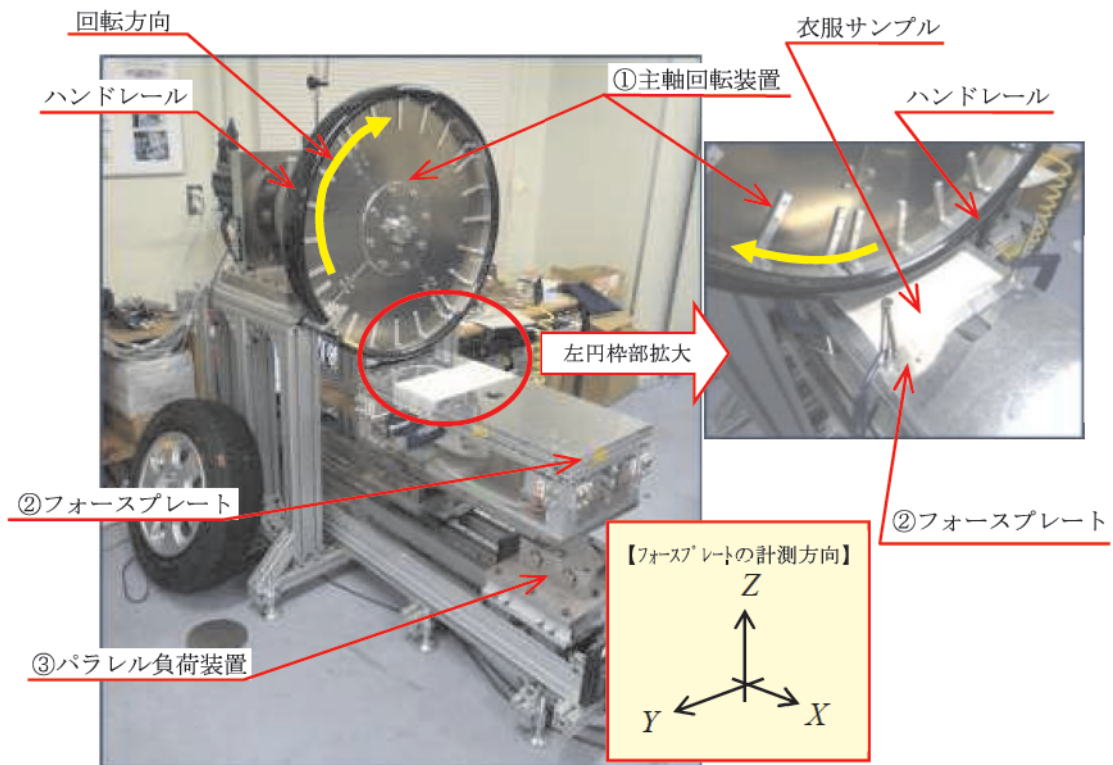 回転方向
衣服サンプル
①主軸回転装置
ハンドレール
ハンドレール
左円枠部拡大
②フォースプレート
②フォースプレート
【フォースプレートの計測方向】
Z
Y
X
③パラレル負荷装置